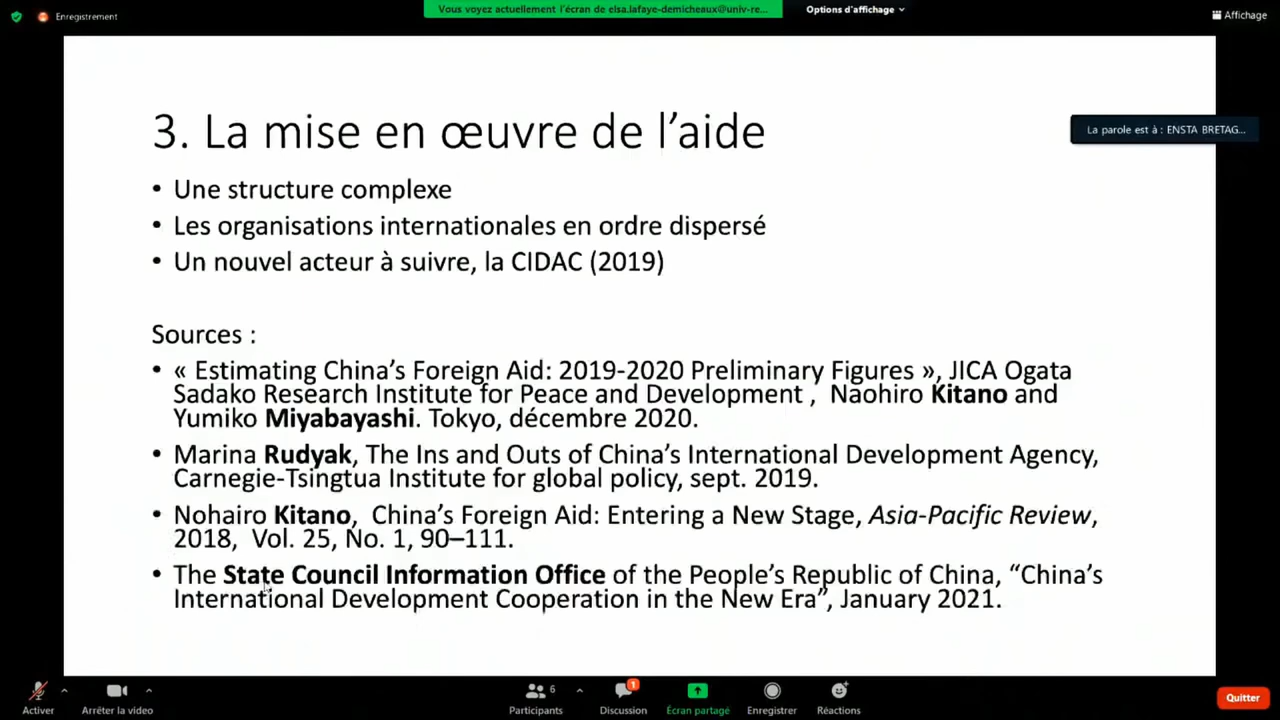 Enregistrement
Vous voyez actuellement l'écran de elsa.lafaye-demicheaux@univ-re...
Options d'affichage
Affichage
3. La mise en œuvre de l’aide
La parole est à : ENSTA BRETAG...
• Une structure complexe
• Les organisations internationales en ordre dispersé
• Un nouvel acteur à suivre, la CIDAC (2019)
Sources :
• « Estimating China’s Foreign Aid: 2019-2020 Preliminary Figures », JICA Ogata
Sadako Research Institute for Peace and Development , Naohiro Kitano and
Yumiko Miyabayashi. Tokyo, décembre 2020.
• Marina Rudyak, The Ins and Outs of China’s International Development Agency,
Carnegie-Tsingtua Institute for global policy, sept. 2019.
• Nohairo Kitano, China’s Foreign Aid: Entering a New Stage, Asia-Pacific Review,
2018, Vol. 25, No. 1, 90–111.
• The State Council Information Office of the People’s Republic of China, “China’s
International Development Cooperation in the New Era”, January 2021.
Activer
Arrêter la video
Participants
6
Discussion
1
Écran partagé
Enregistrer
Réactions
Quitter